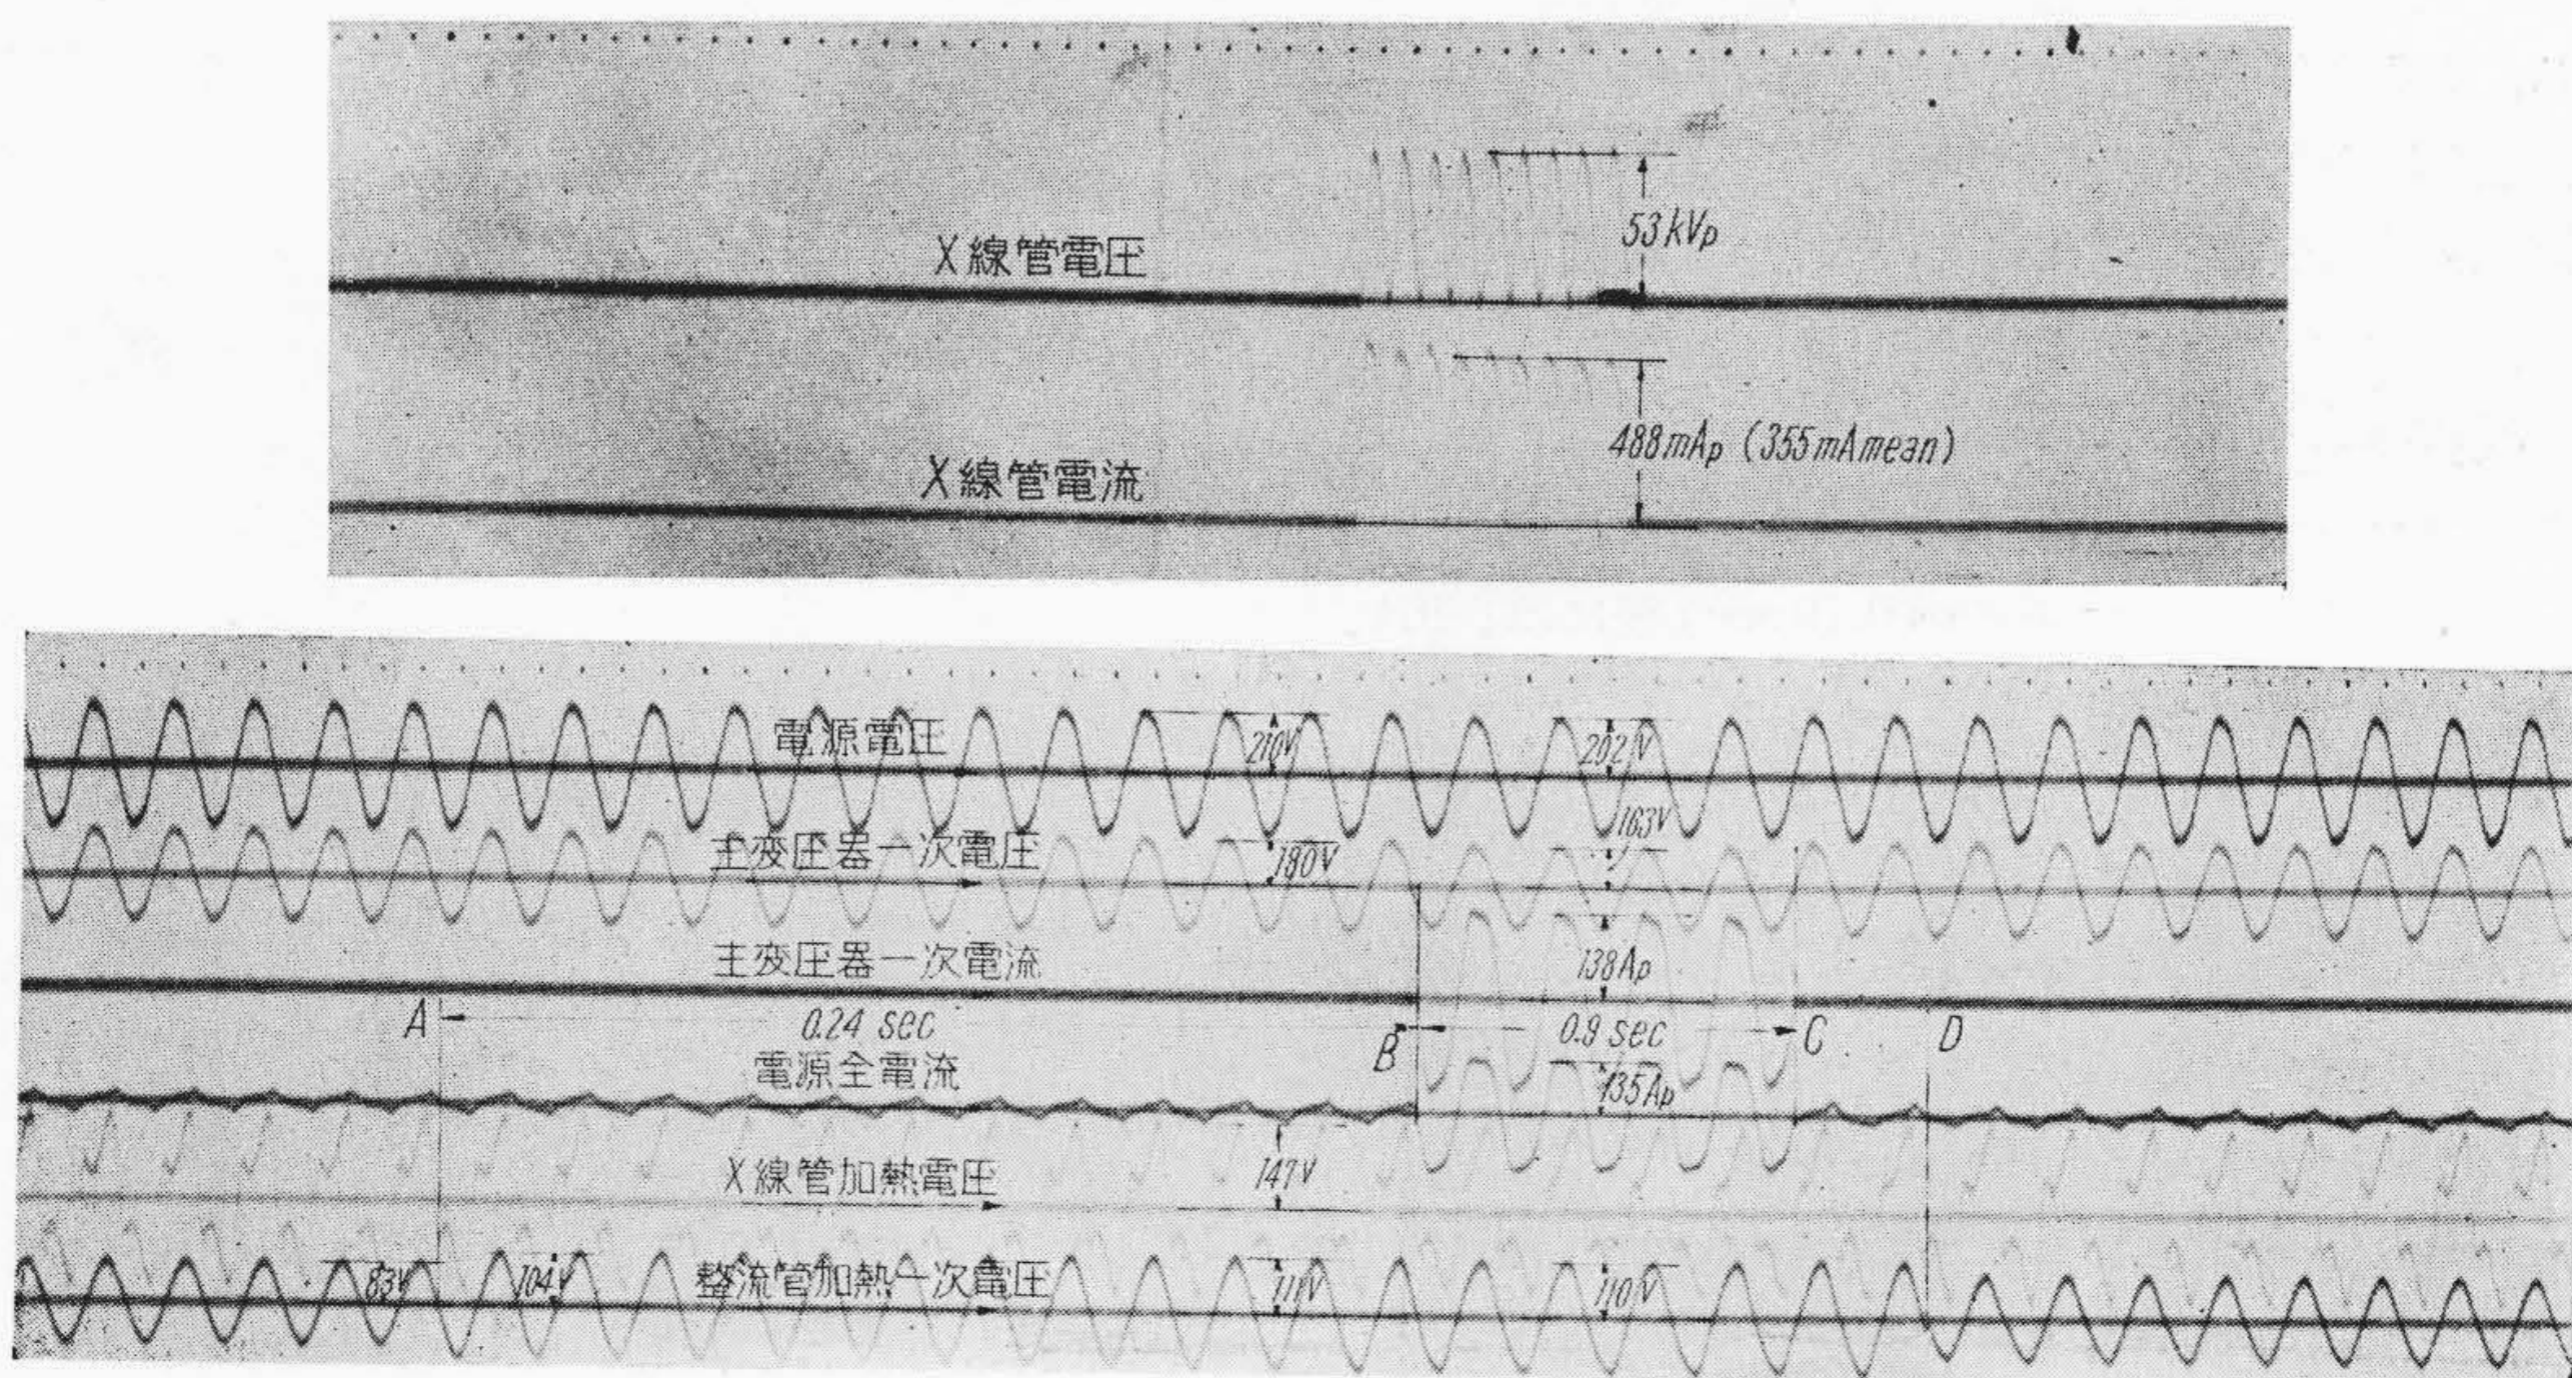 X線管電圧
53kVp
X線管電流
488mAp (355mAmean)
電源電圧
210V
202V
主変圧器一次電圧
180V
163V
主変圧器一次電流
138Ap
A
0.24 sec
B
0.9 sec
C
D
電源全電流
135Ap
X線管加熱電圧
147V
83V
104V
整流管加熱一次電圧
111V
110V